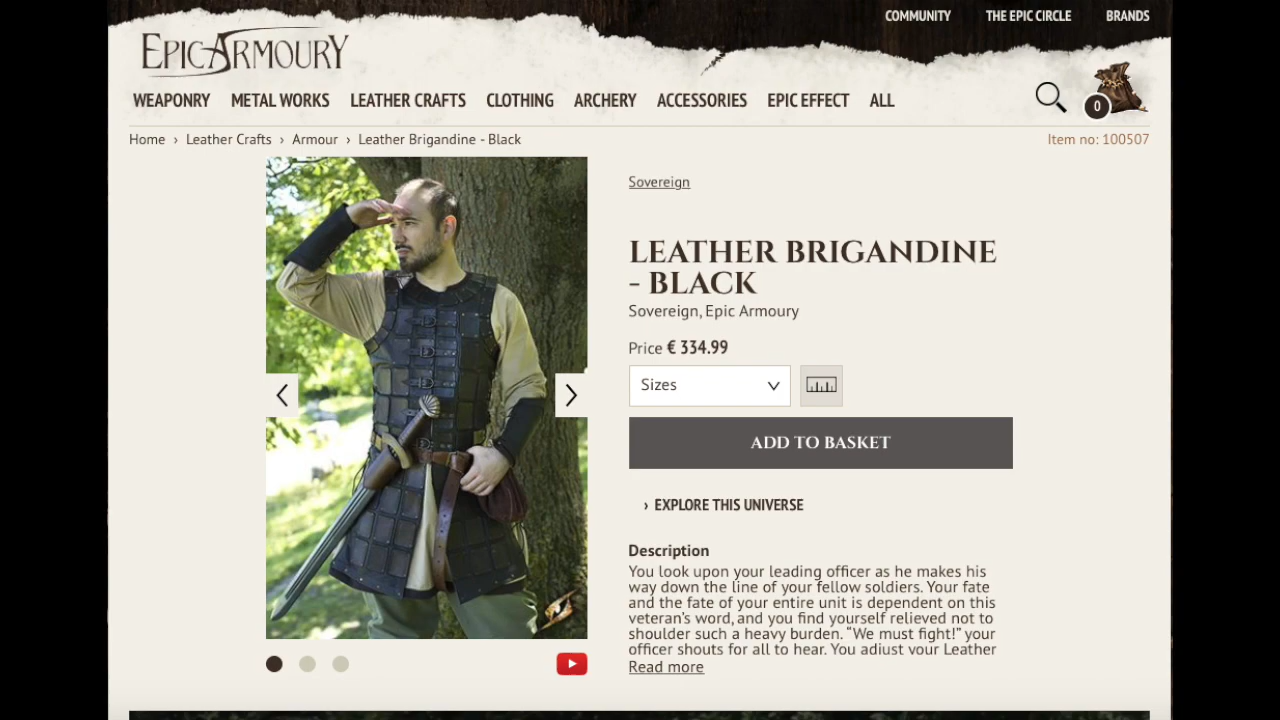 COMMUNITY THE EPIC CIRCLE BRANDS
EPIC ARMOURY
WEAPONRY METAL WORKS LEATHER CRAFTS CLOTHING ARCHERY ACCESSORIES EPIC EFFECT ALL
0
Home › Leather Crafts › Armour › Leather Brigandine - Black
Item no: 100507
Sovereign
LEATHER BRIGANDINE
- BLACK
Sovereign, Epic Armoury
Price € 334.99
Sizes
ADD TO BASKET
› EXPLORE THIS UNIVERSE
Description
You look upon your leading officer as he makes his
way down the line of your fellow soldiers. Your fate
and the fate of your entire unit is dependent on this
veteran's word, and you find yourself relieved not to
shoulder such a heavy burden. “We must fight!” your
officer shouts for all to hear. You adjust your Leather
Read more